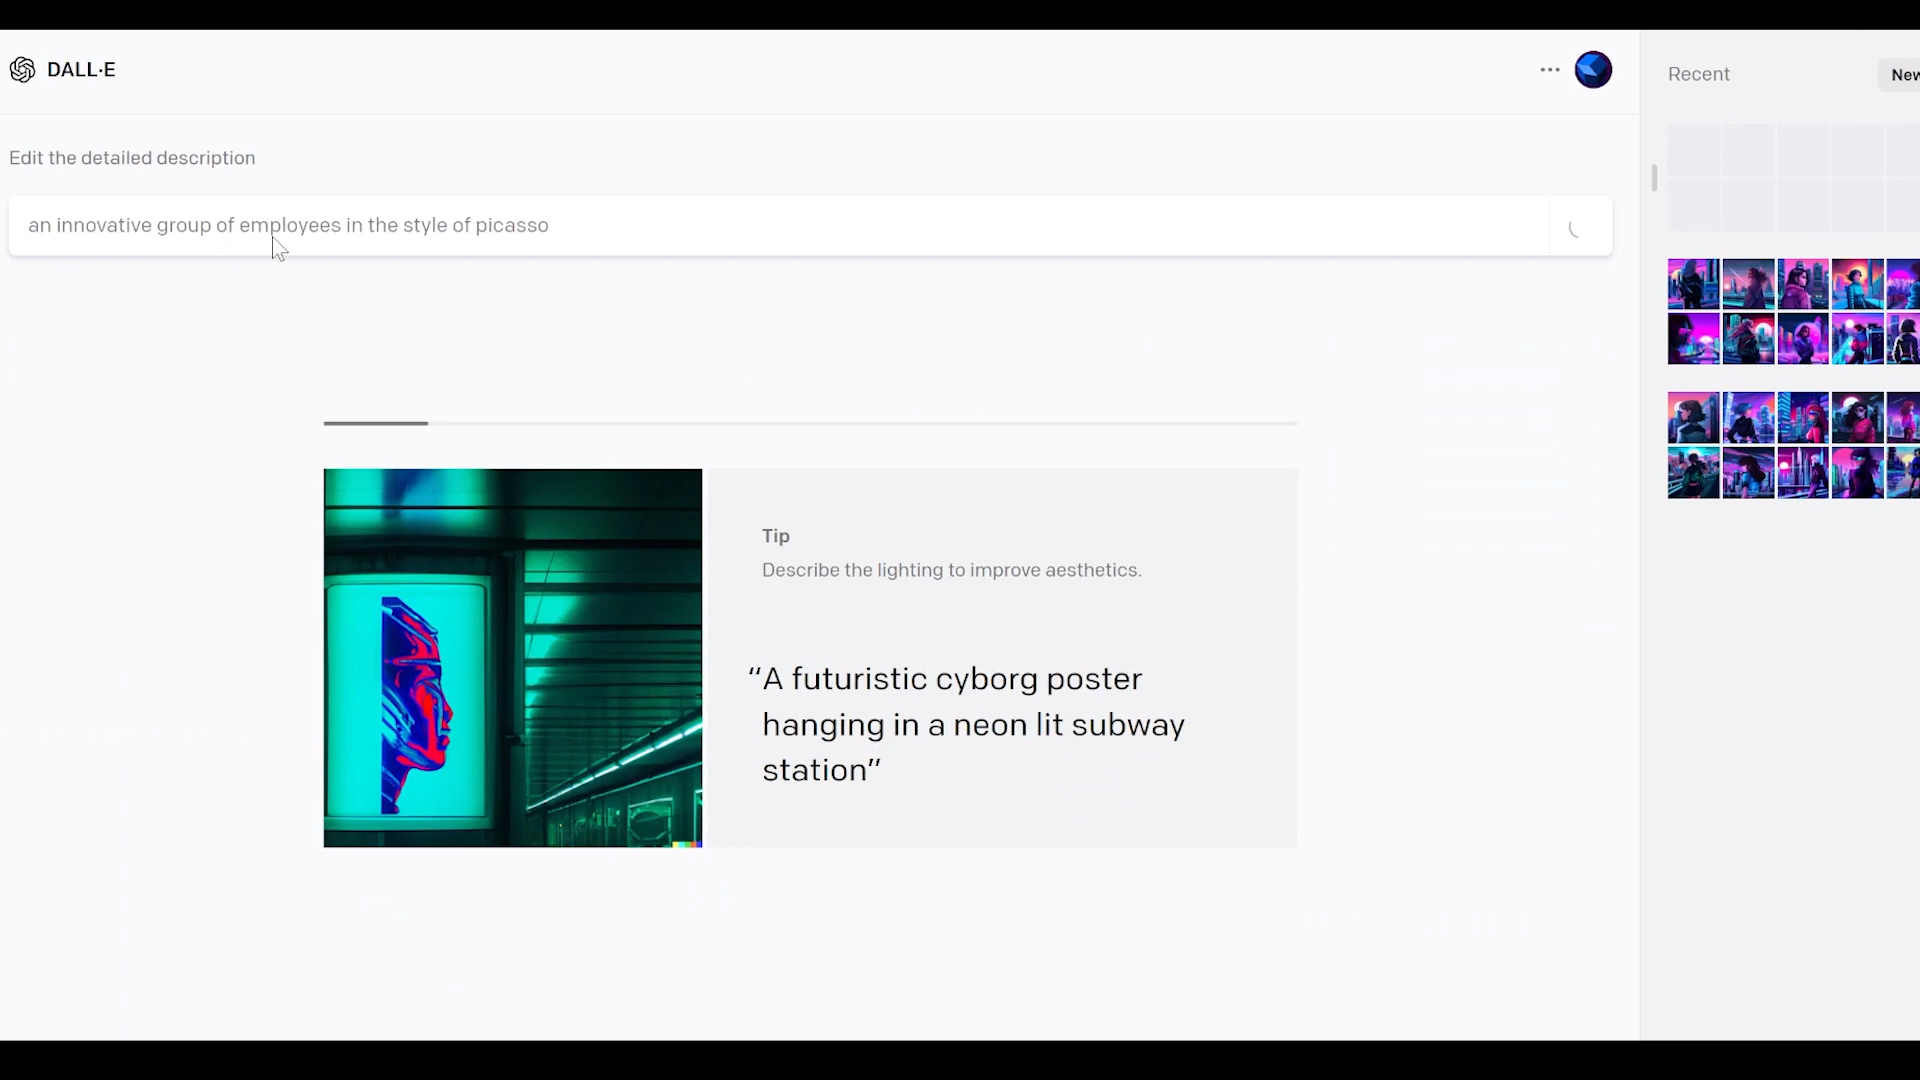 DALL·E
Recent
New
Edit the detailed description
an innovative group of employees in the style of picasso
Tip
Describe the lighting to improve aesthetics.
“A futuristic cyborg poster
hanging in a neon lit subway
station”